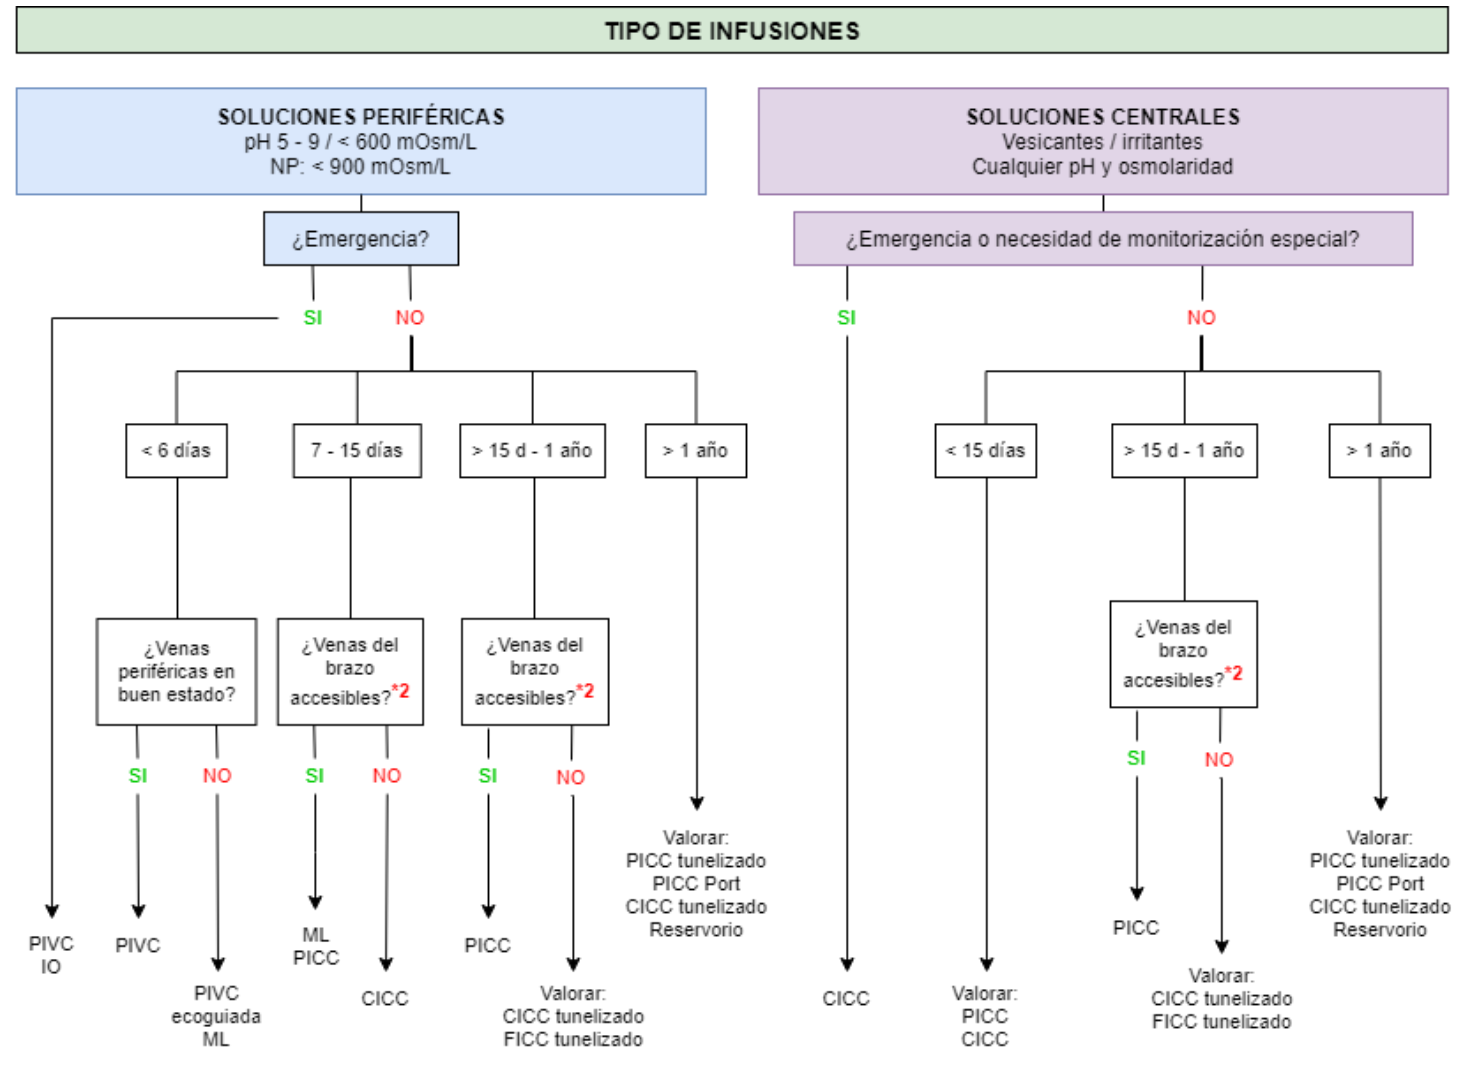 TIPO DE INFUSIONES
SOLUCIONES PERIFÉRICAS
pH 5 - 9 / < 600 mOsm/L
NP: < 900 mOsm/L
SOLUCIONES CENTRALES
Vesicantes / irritantes
Cualquier pH y osmolaridad
¿Emergencia?
¿Emergencia o necesidad de monitorización especial?
SI
NO
SI
NO
< 6 días
7 - 15 días
> 15 d - 1 año
> 1 año
< 15 días
> 15 d - 1 año
> 1 año
¿Venas
periféricas en
buen estado?
¿Venas del
brazo
accesibles?*2
¿Venas del
brazo
accesibles?*2
¿Venas del
brazo
accesibles?*2
SI
NO
SI
NO
SI
NO
SI
NO
PIVC
IO
PIVC
PIVC
ecoguiada
ML
ML
PICC
CICC
PICC
Valorar:
CICC tunelizado
FICC tunelizado
Valorar:
PICC tunelizado
PICC Port
CICC tunelizado
Reservorio
CICC
Valorar:
PICC
CICC
PICC
Valorar:
CICC tunelizado
FICC tunelizado
Valorar:
PICC tunelizado
PICC Port
CICC tunelizado
Reservorio